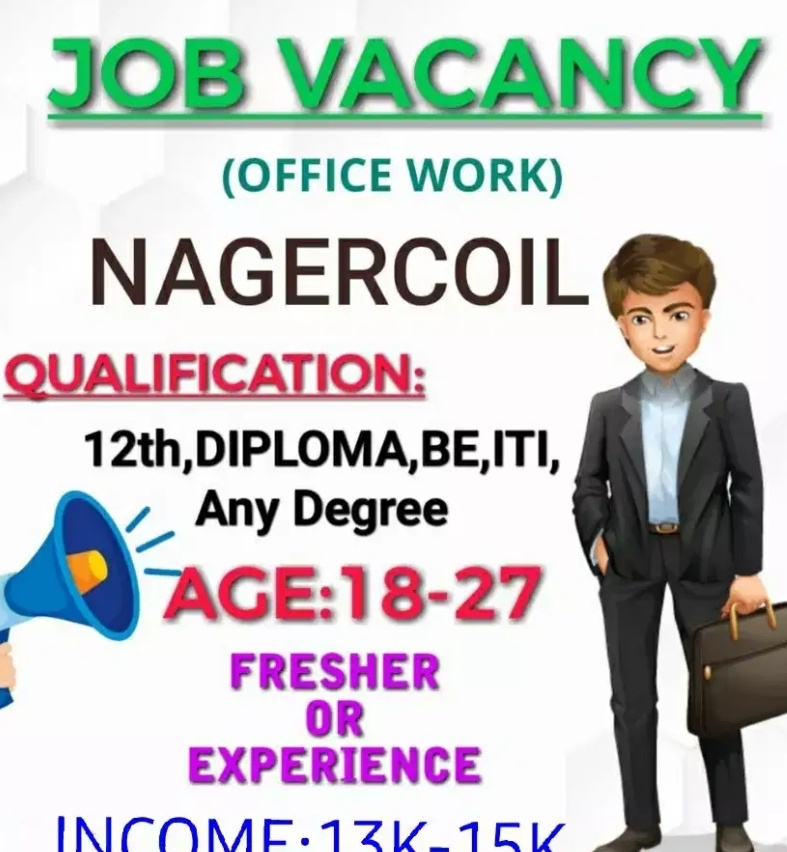 JOB VACANCY
(OFFICE WORK)
NAGERCOIL
QUALIFICATION:
12th,DIPLOMA,BE,ITI,
Any Degree
AGE:18-27
FRESHER
OR
EXPERIENCE
INCOME:13K-15K